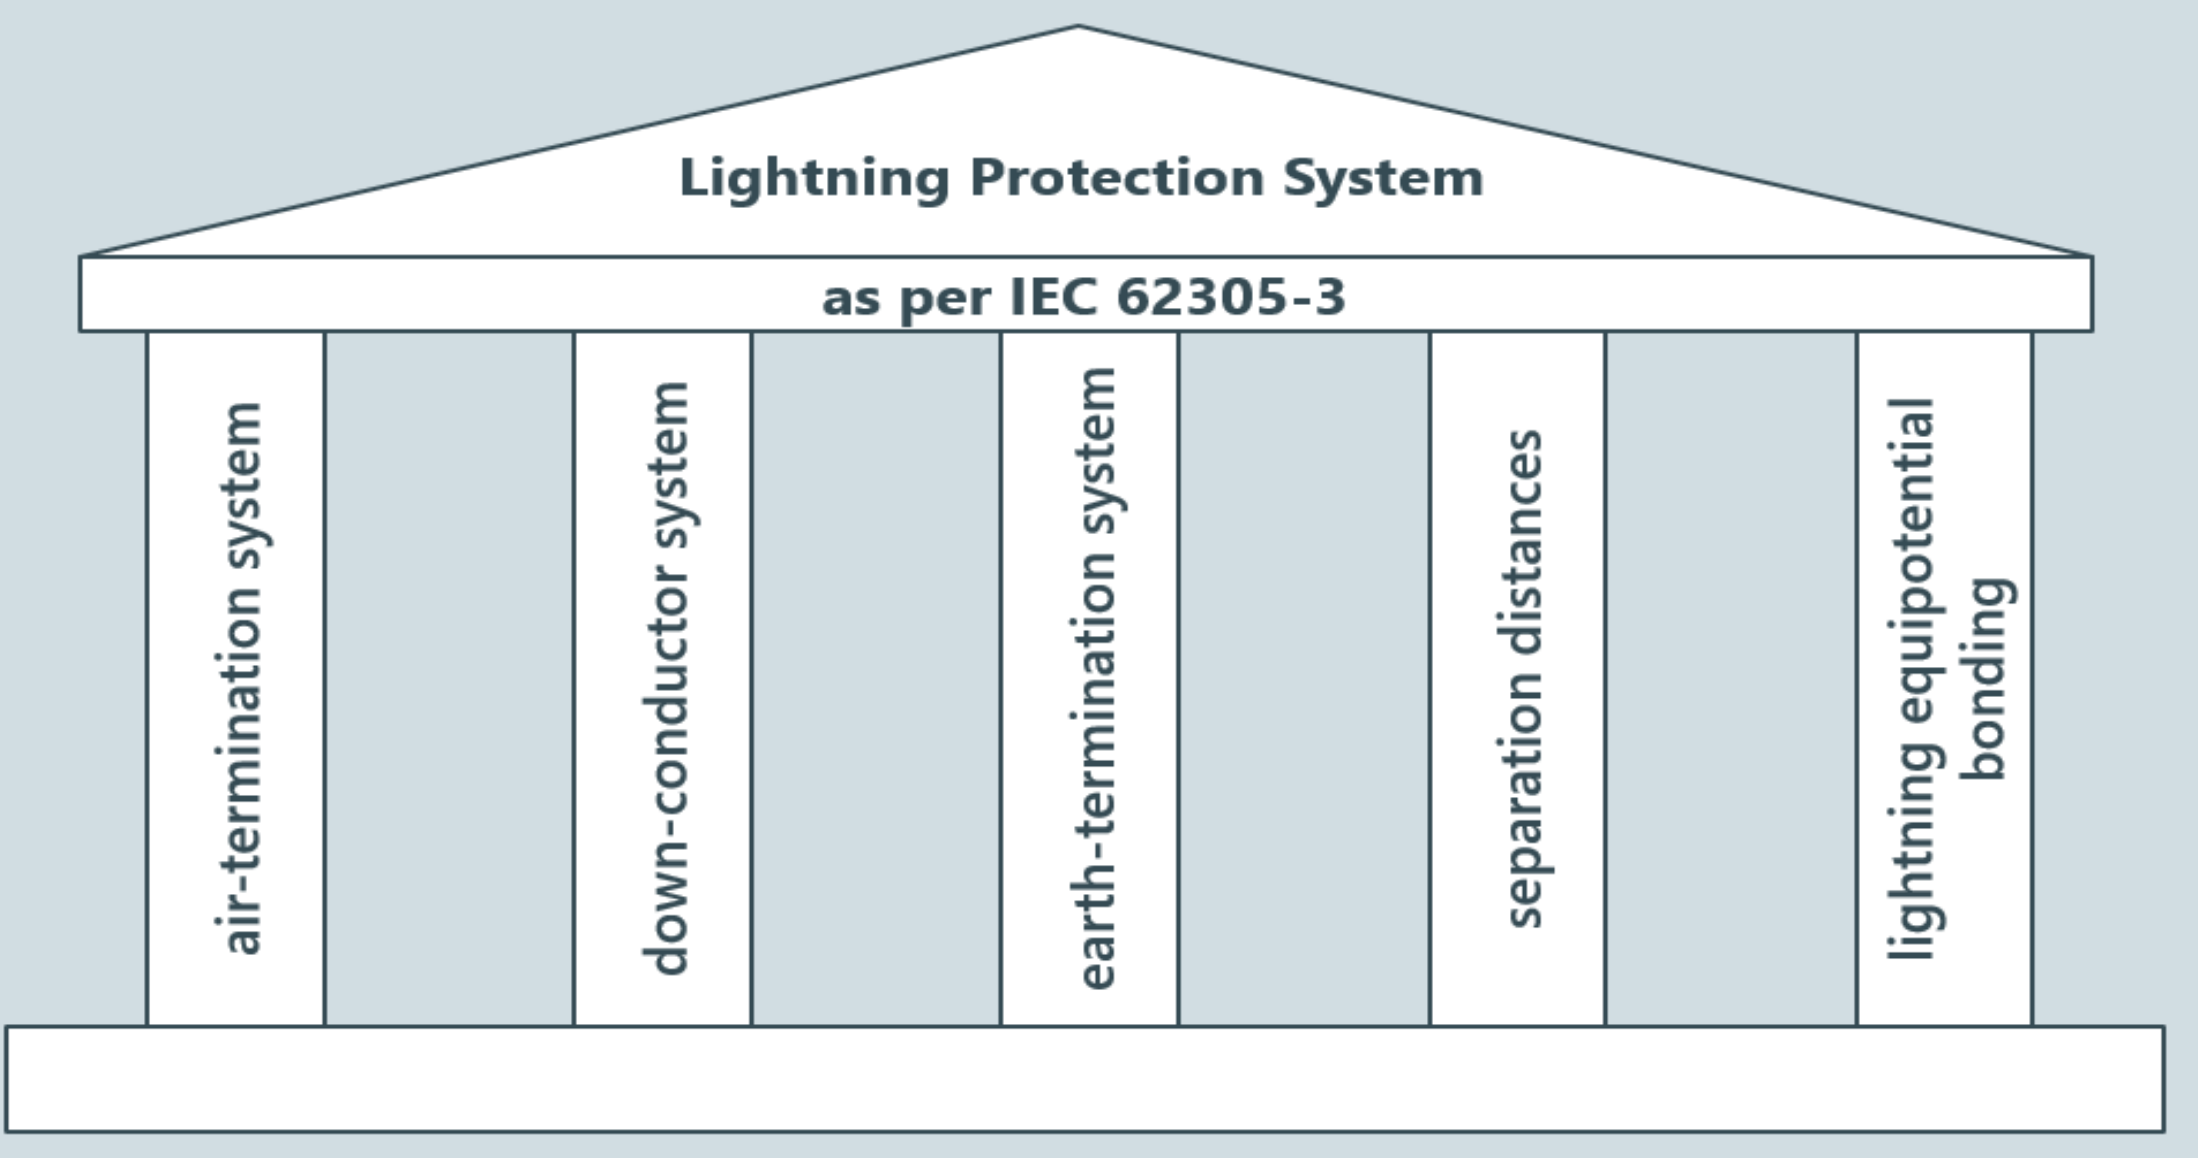 Lightning Protection System
as per IEC 62305-3
air-termination system
down-conductor system
earth-termination system
separation distances
lightning equipotential
bonding